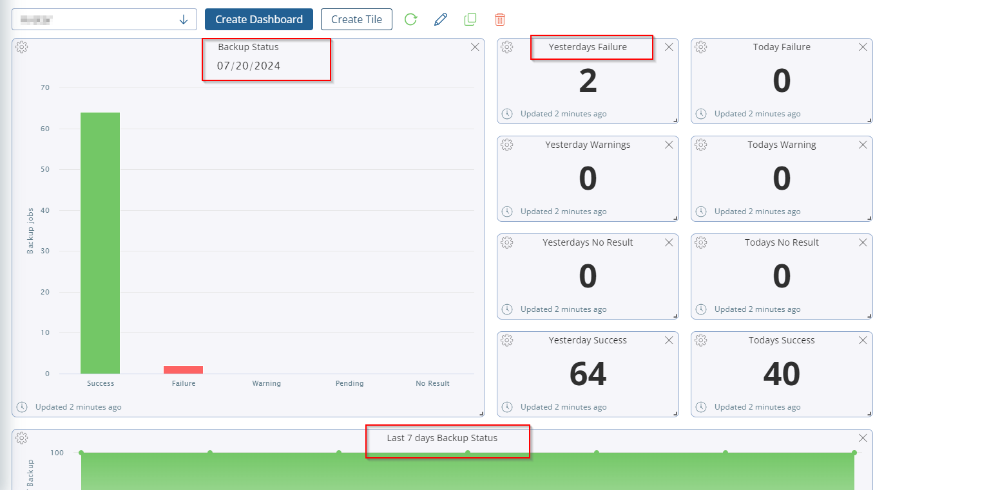 Create Dashboard
Create Tile
Backup Status
07/20/2024
70
60
50
40
30
20
10
0
Backup jobs
Success
Failure
Warning
Pending
No Result
Updated 2 minutes ago
Yesterdays Failure
2
Updated 2 minutes ago
Today Failure
0
Updated 2 minutes ago
Yesterday Warnings
0
Updated 2 minutes ago
Todays Warning
0
Updated 2 minutes ago
Yesterdays No Result
0
Updated 2 minutes ago
Todays No Result
0
Updated 2 minutes ago
Yesterday Success
64
Updated 2 minutes ago
Todays Success
40
Updated 2 minutes ago
Last 7 days Backup Status
100
Backup